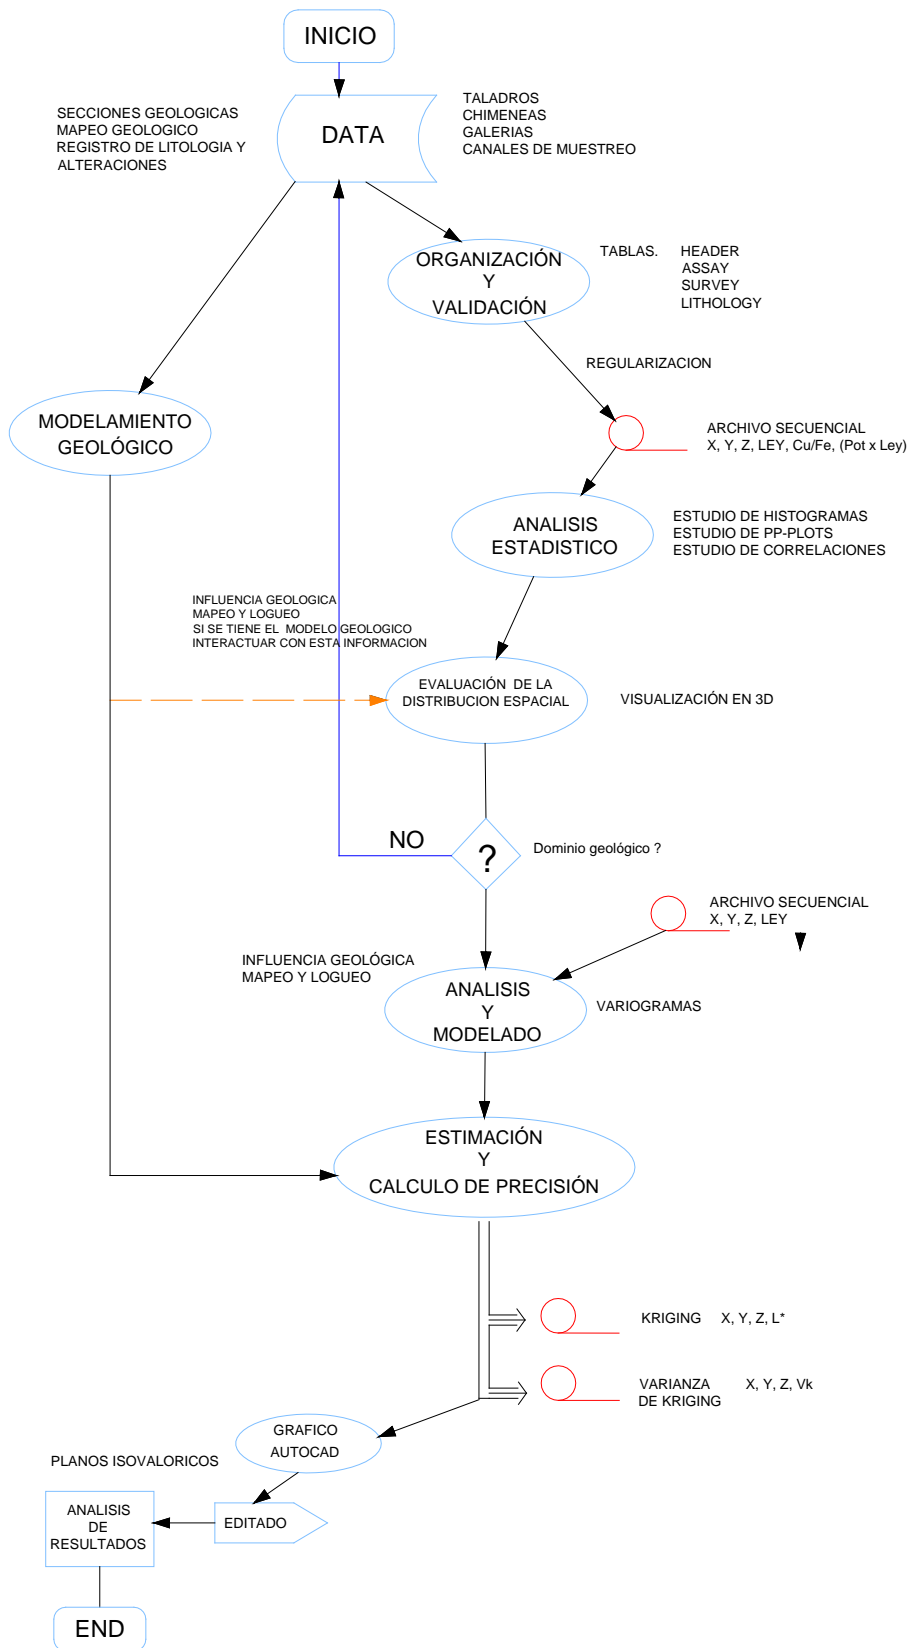 INICIO
SECCIONES GEOLOGICAS
MAPEO GEOLOGICO
REGISTRO DE LITOLOGIA Y
ALTERACIONES
DATA
TALADROS
CHIMENEAS
GALERIAS
CANALES DE MUESTREO
ORGANIZACIÓN
Y
VALIDACIÓN
TABLAS. HEADER
ASSAY
SURVEY
LITHOLOGY
REGULARIZACION
MODELAMIENTO
GEOLÓGICO
ARCHIVO SECUENCIAL
X, Y, Z, LEY, Cu/Fe, (Pot x Ley)
ANALISIS
ESTADISTICO
ESTUDIO DE HISTOGRAMAS
ESTUDIO DE PP-PLOTS
ESTUDIO DE CORRELACIONES
INFLUENCIA GEOLOGICA
MAPEO Y LOGUEO
SI SE TIENE EL MODELO GEOLOGICO
INTERACTUAR CON ESTA INFORMACION
EVALUACIÓN DE LA
DISTRIBUCION ESPACIAL
VISUALIZACIÓN EN 3D
NO
?
Dominio geológico ?
ARCHIVO SECUENCIAL
X, Y, Z, LEY
INFLUENCIA GEOLÓGICA
MAPEO Y LOGUEO
ANALISIS
Y
MODELADO
VARIOGRAMAS
ESTIMACIÓN
Y
CALCULO DE PRECISIÓN
KRIGING X, Y, Z, L*
VARIANZA X, Y, Z, Vk
DE KRIGING
GRAFICO
AUTOCAD
PLANOS ISOVALORICOS
EDITADO
ANALISIS
DE
RESULTADOS
END